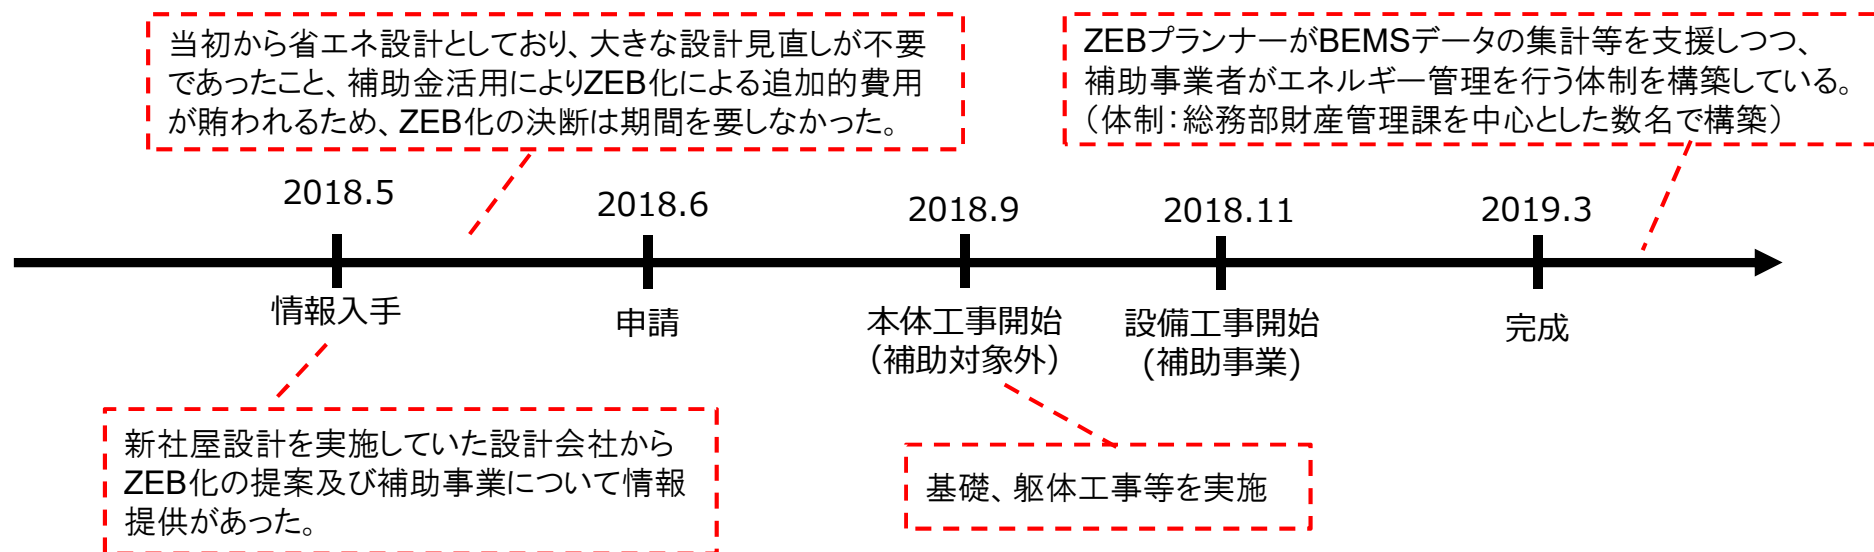 当初から省エネ設計としており、大きな設計見直しが不要
であったこと、補助金活用によりZEB化による追加的費用
が賄われるため、ZEB化の決断は期間を要しなかった。
ZEBプランナーがBEMSデータの集計等を支援しつつ、
補助事業者がエネルギー管理を行う体制を構築している。
（体制：総務部財産管理課を中心とした数名で構築）
2018.5
2018.6
2018.9
2018.11
2019.3
情報入手
申請
本体工事開始
（補助対象外）
設備工事開始
(補助事業)
完成
新社屋設計を実施していた設計会社から
ZEB化の提案及び補助事業について情報
提供があった。
基礎、躯体工事等を実施